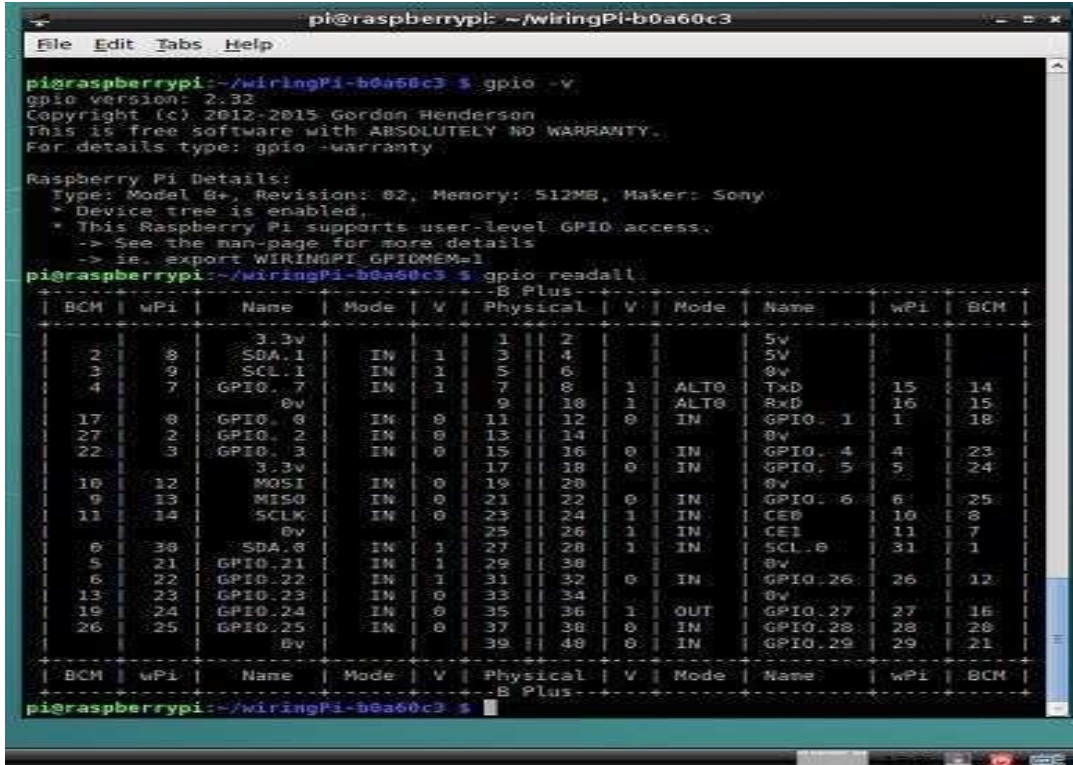 pi@raspberrypi: ~/wiringPi-b0a60c3
File Edit Tabs Help
pi@raspberrypi:~/wiringPi-b0a60c3 $ gpio -v
gpio version: 2.32
Copyright (c) 2012-2015 Gordon Henderson
This is free software with ABSOLUTELY NO WARRANTY.
For details type: gpio -warranty
Raspberry Pi Details:
Type: Model B+, Revision: 02, Memory: 512MB, Maker: Sony
* Device tree is enabled.
* This Raspberry Pi supports user-level GPIO access.
-> See the man-page for more details
-> ie. export WIRINGPI_GPIOMEM=1
pi@raspberrypi:~/wiringPi-b0a60c3 $ gpio readall
+-----+-----+---------+------+---+--B Plus--+---+------+---------+-----+-----+
| BCM | wPi | Name | Mode | V | Physical | V | Mode | Name | wPi | BCM |
| | | 3.3v | | | 1 || 2 | | | 5v | | |
| 2 | 8 | SDA.1 | IN | 1 | 3 || 4 | | | 5V | | |
| 3 | 9 | SCL.1 | IN | 1 | 5 || 6 | | | 0v | | |
| 4 | 7 | GPIO. 7 | IN | 1 | 7 || 8 | 1 | ALT0 | TxD | 15 | 14 |
| | | 0v | | | 9 || 10 | 1 | ALT0 | RxD | 16 | 15 |
| 17 | 0 | GPIO. 0 | IN | 0 | 11 || 12 | 0 | IN | GPIO. 1 | 1 | 18 |
| 27 | 2 | GPIO. 2 | IN | 0 | 13 || 14 | | | 0v | | |
| 22 | 3 | GPIO. 3 | IN | 0 | 15 || 16 | 0 | IN | GPIO. 4 | 4 | 23 |
| | | 3.3v | | | 17 || 18 | 0 | IN | GPIO. 5 | 5 | 24 |
| 10 | 12 | MOSI | IN | 0 | 19 || 20 | | | 0v | | |
| 9 | 13 | MISO | IN | 0 | 21 || 22 | 0 | IN | GPIO. 6 | 6 | 25 |
| 11 | 14 | SCLK | IN | 0 | 23 || 24 | 1 | IN | CE0 | 10 | 8 |
| | | 0v | | | 25 || 26 | 1 | IN | CE1 | 11 | 7 |
| 0 | 30 | SDA.0 | IN | 1 | 27 || 28 | 1 | IN | SCL.0 | 31 | 1 |
| 5 | 21 | GPIO.21 | IN | 1 | 29 || 30 | | | 0v | | |
| 6 | 22 | GPIO.22 | IN | 1 | 31 || 32 | 0 | IN | GPIO.26 | 26 | 12 |
| 13 | 23 | GPIO.23 | IN | 0 | 33 || 34 | | | 0v | | |
| 19 | 24 | GPIO.24 | IN | 0 | 35 || 36 | 1 | OUT | GPIO.27 | 27 | 16 |
| 26 | 25 | GPIO.25 | IN | 0 | 37 || 38 | 0 | IN | GPIO.28 | 28 | 20 |
| | | 0v | | | 39 || 40 | 0 | IN | GPIO.29 | 29 | 21 |
| BCM | wPi | Name | Mode | V | Physical | V | Mode | Name | wPi | BCM |
+-----+-----+---------+------+---+--B Plus--+---+------+---------+-----+-----+
pi@raspberrypi:~/wiringPi-b0a60c3 $